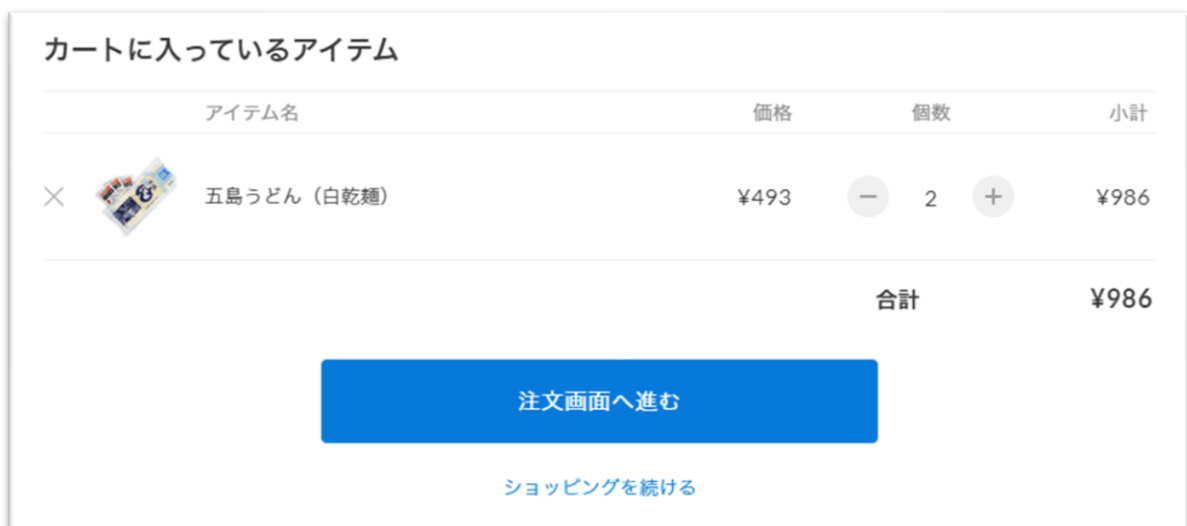 カートに入っているアイテム
アイテム名 価格 個数 小計
五島うどん（白乾麺） ¥493 − 2 + ¥986
合計 ¥986
注文画面へ進む
ショッピングを続ける